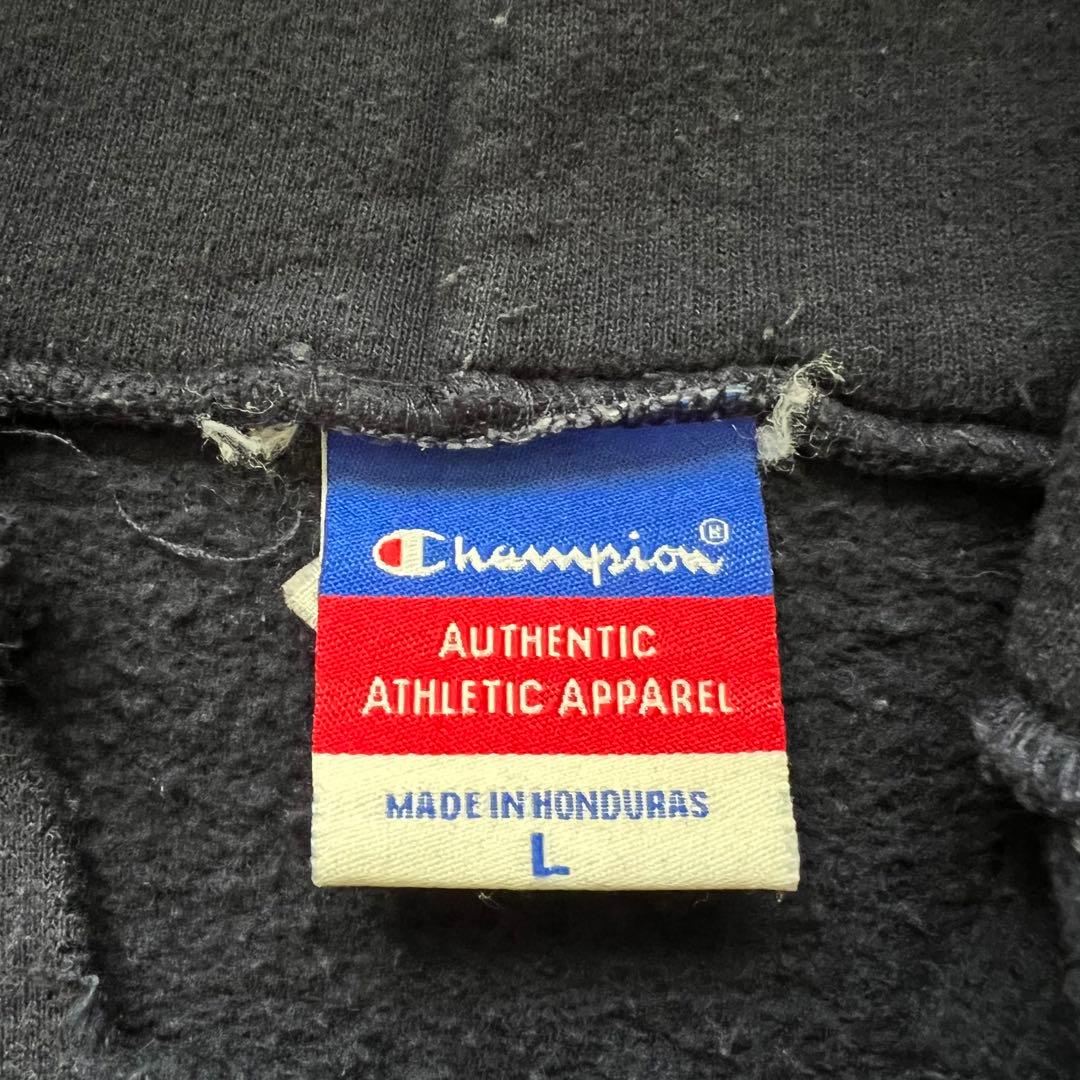 Champion®
AUTHENTIC
ATHLETIC APPAREL
MADE IN HONDURAS
L